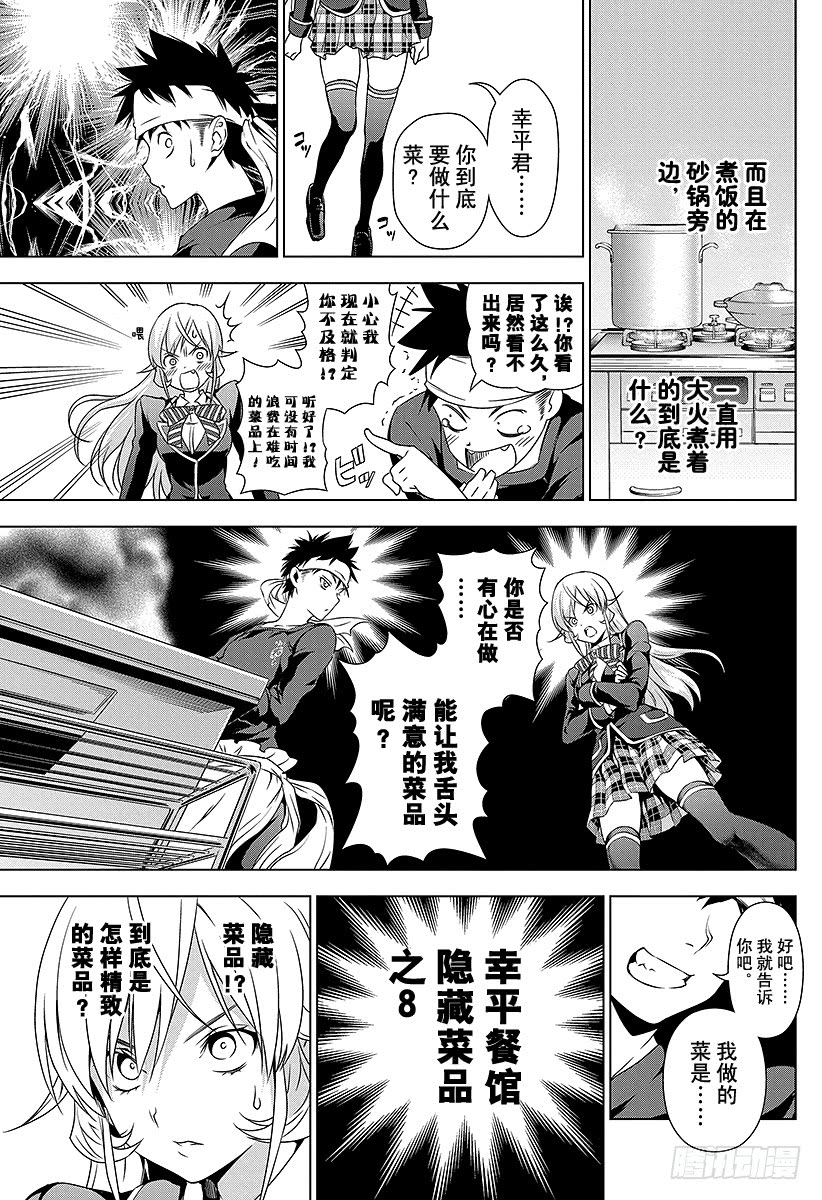 而且在
煮饭的
砂锅旁
边，
一直用
大火煮着
的到底是
什么？
幸平君……
你到底
要做什么
菜？
诶！？你看
了这么久，
居然看不
出来吗？
ビッ
小心我
现在就判定
你不及格！？
听好了！？我
可没有时间
浪费在难吃
的菜品上！
喂
你是否
有心在做
……
能让我舌头
满意的菜品
呢？
好吧……
我就告诉
你吧。
我做的
菜是……
幸平餐馆
隐藏菜品
之8
隐藏
菜品！？
到底是
怎样精致
的菜品？
腾讯动漫